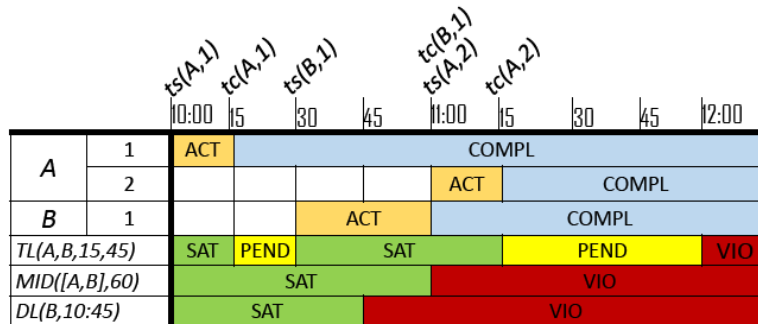 ts(A,1) tc(A,1) ts(B,1) tc(B,1) ts(A,2) tc(A,2)
10:00 15 30 45 11:00 15 30 45 12:00
A 1 ACT COMPL
2 ACT COMPL
B 1 ACT COMPL
TL(A,B,15,45) SAT PEND SAT PEND VIO
MID([A,B],60) SAT VIO
DL(B,10:45) SAT VIO